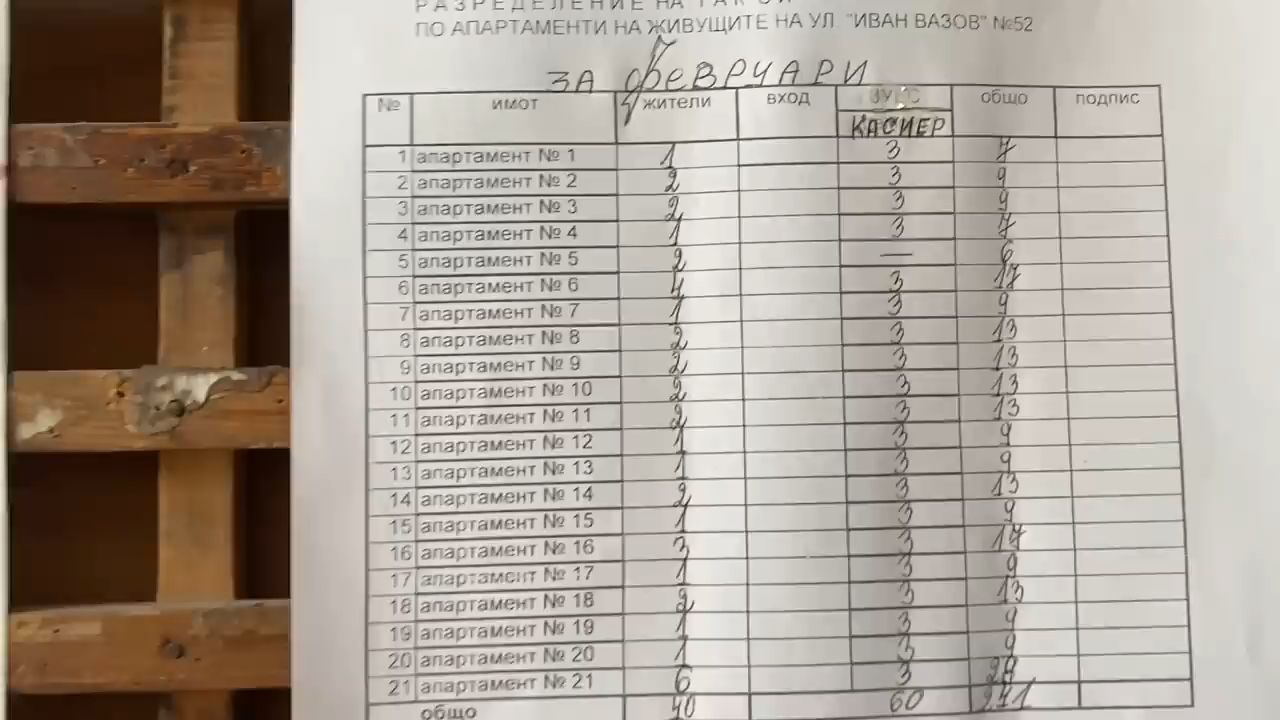 РАЗРЕДЕЛЕНИЕ НА
ПО АПАРТАМЕНТИ НА ЖИВУЩИТЕ НА УЛ "ИВАН ВАЗОВ" №52
ЗА ФЕВРУАРИ
№ имот жители вход общо подпис
КАСИЕР
1 апартамент № 1 1 3 7
2 апартамент № 2 2 3 9
3 апартамент № 3 2 3 9
4 апартамент № 4 1 3 7
5 апартамент № 5 2 — 6
6 апартамент № 6 4 3 17
7 апартамент № 7 1 3 9
8 апартамент № 8 2 3 13
9 апартамент № 9 2 3 13
10 апартамент № 10 2 3 13
11 апартамент № 11 2 3 13
12 апартамент № 12 1 3 9
13 апартамент № 13 1 3 9
14 апартамент № 14 2 3 13
15 апартамент № 15 1 3 9
16 апартамент № 16 3 3 17
17 апартамент № 17 1 3 9
18 апартамент № 18 2 3 13
19 апартамент № 19 1 3 9
20 апартамент № 20 1 3 9
21 апартамент № 21 6 3
общо 40 60 241